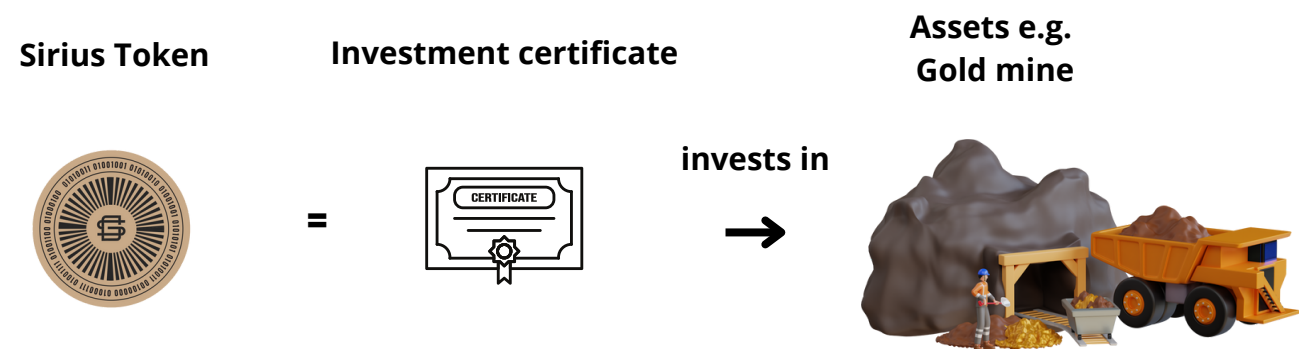 Sirius Token
Investment certificate
Assets e.g.
Gold mine
invests in
=
CERTIFICATE